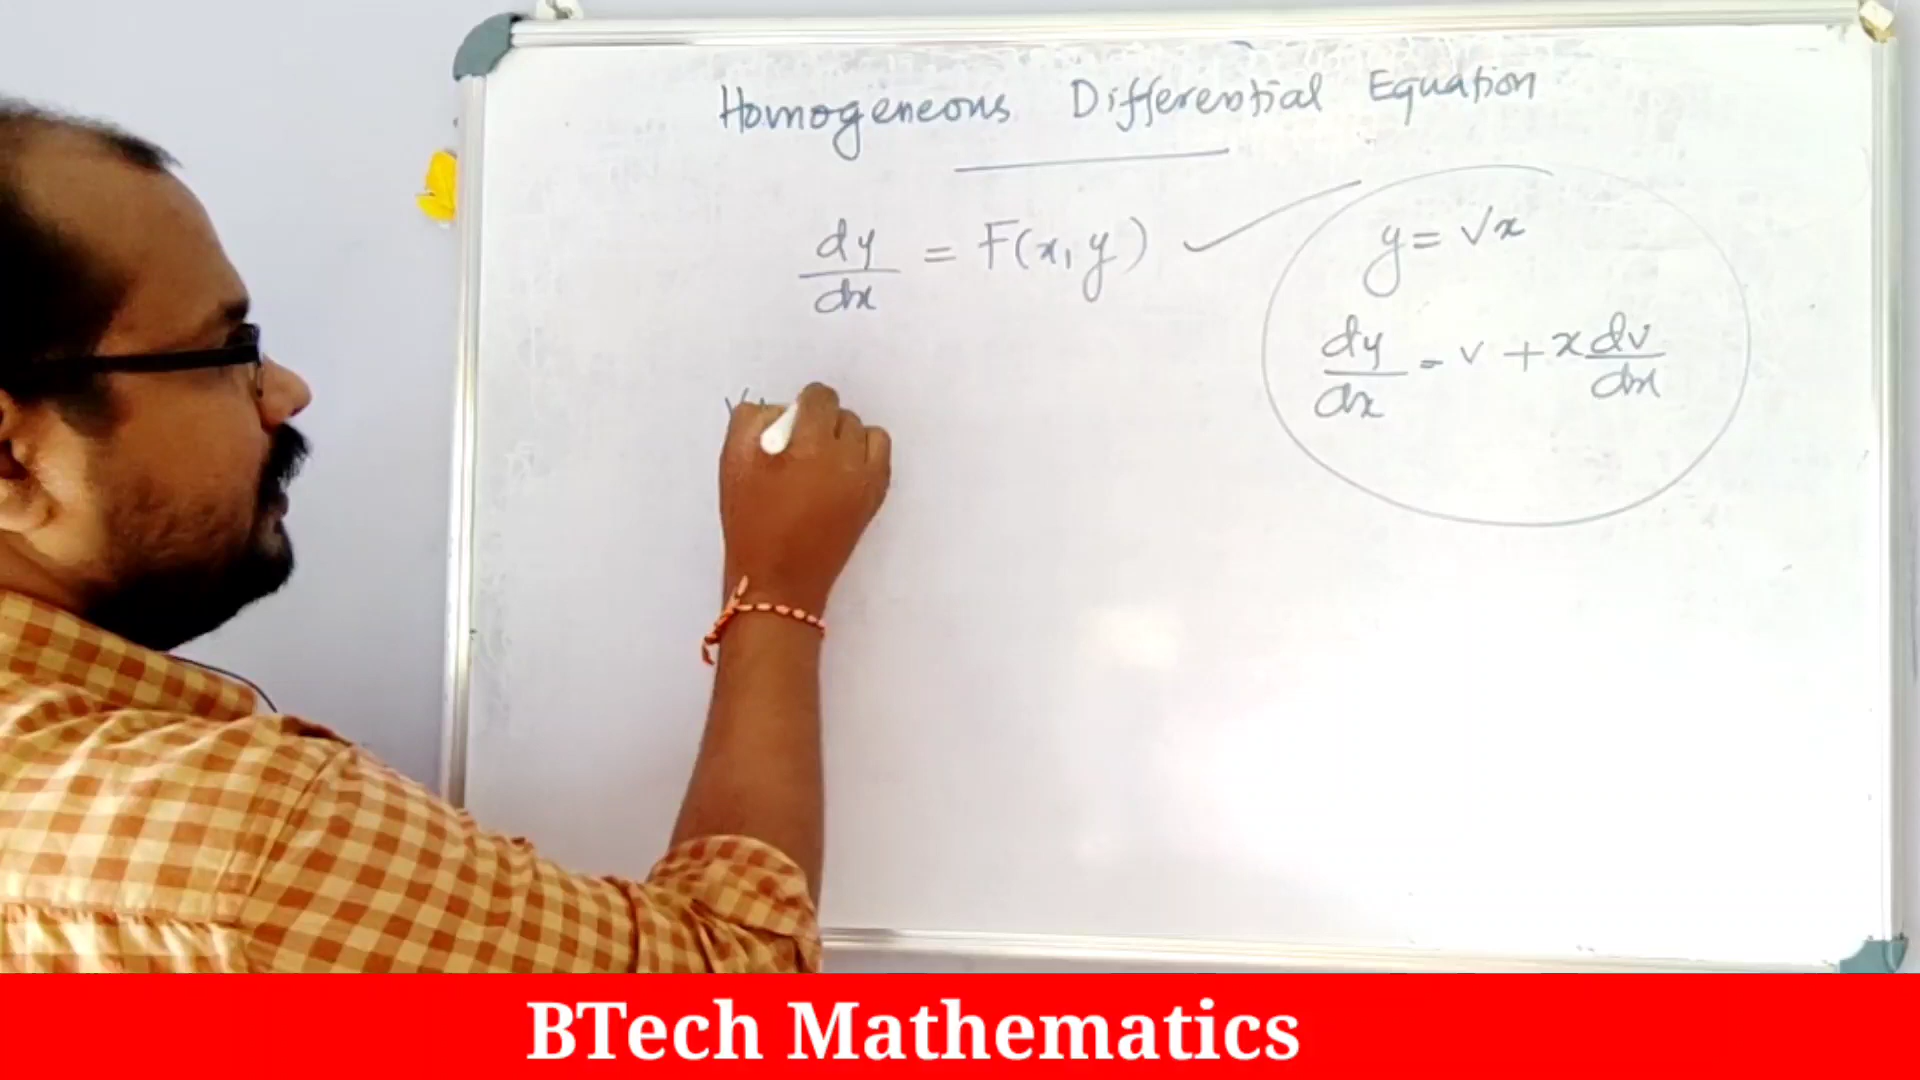 Homogeneous Differential Equation
dy/dx = F(x, y)
y = vx
dy/dx = v + x dv/dx
v+
BTech Mathematics